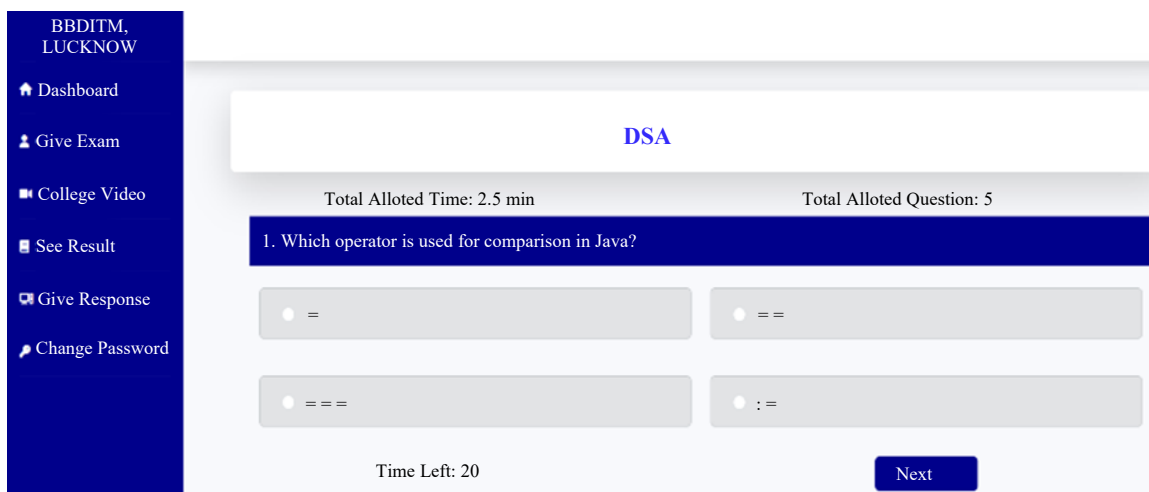 BBDITM,
LUCKNOW
Dashboard
Give Exam
College Video
See Result
Give Response
Change Password
DSA
Total Alloted Time: 2.5 min
Total Alloted Question: 5
1. Which operator is used for comparison in Java?
=
= =
= = =
: =
Time Left: 20
Next